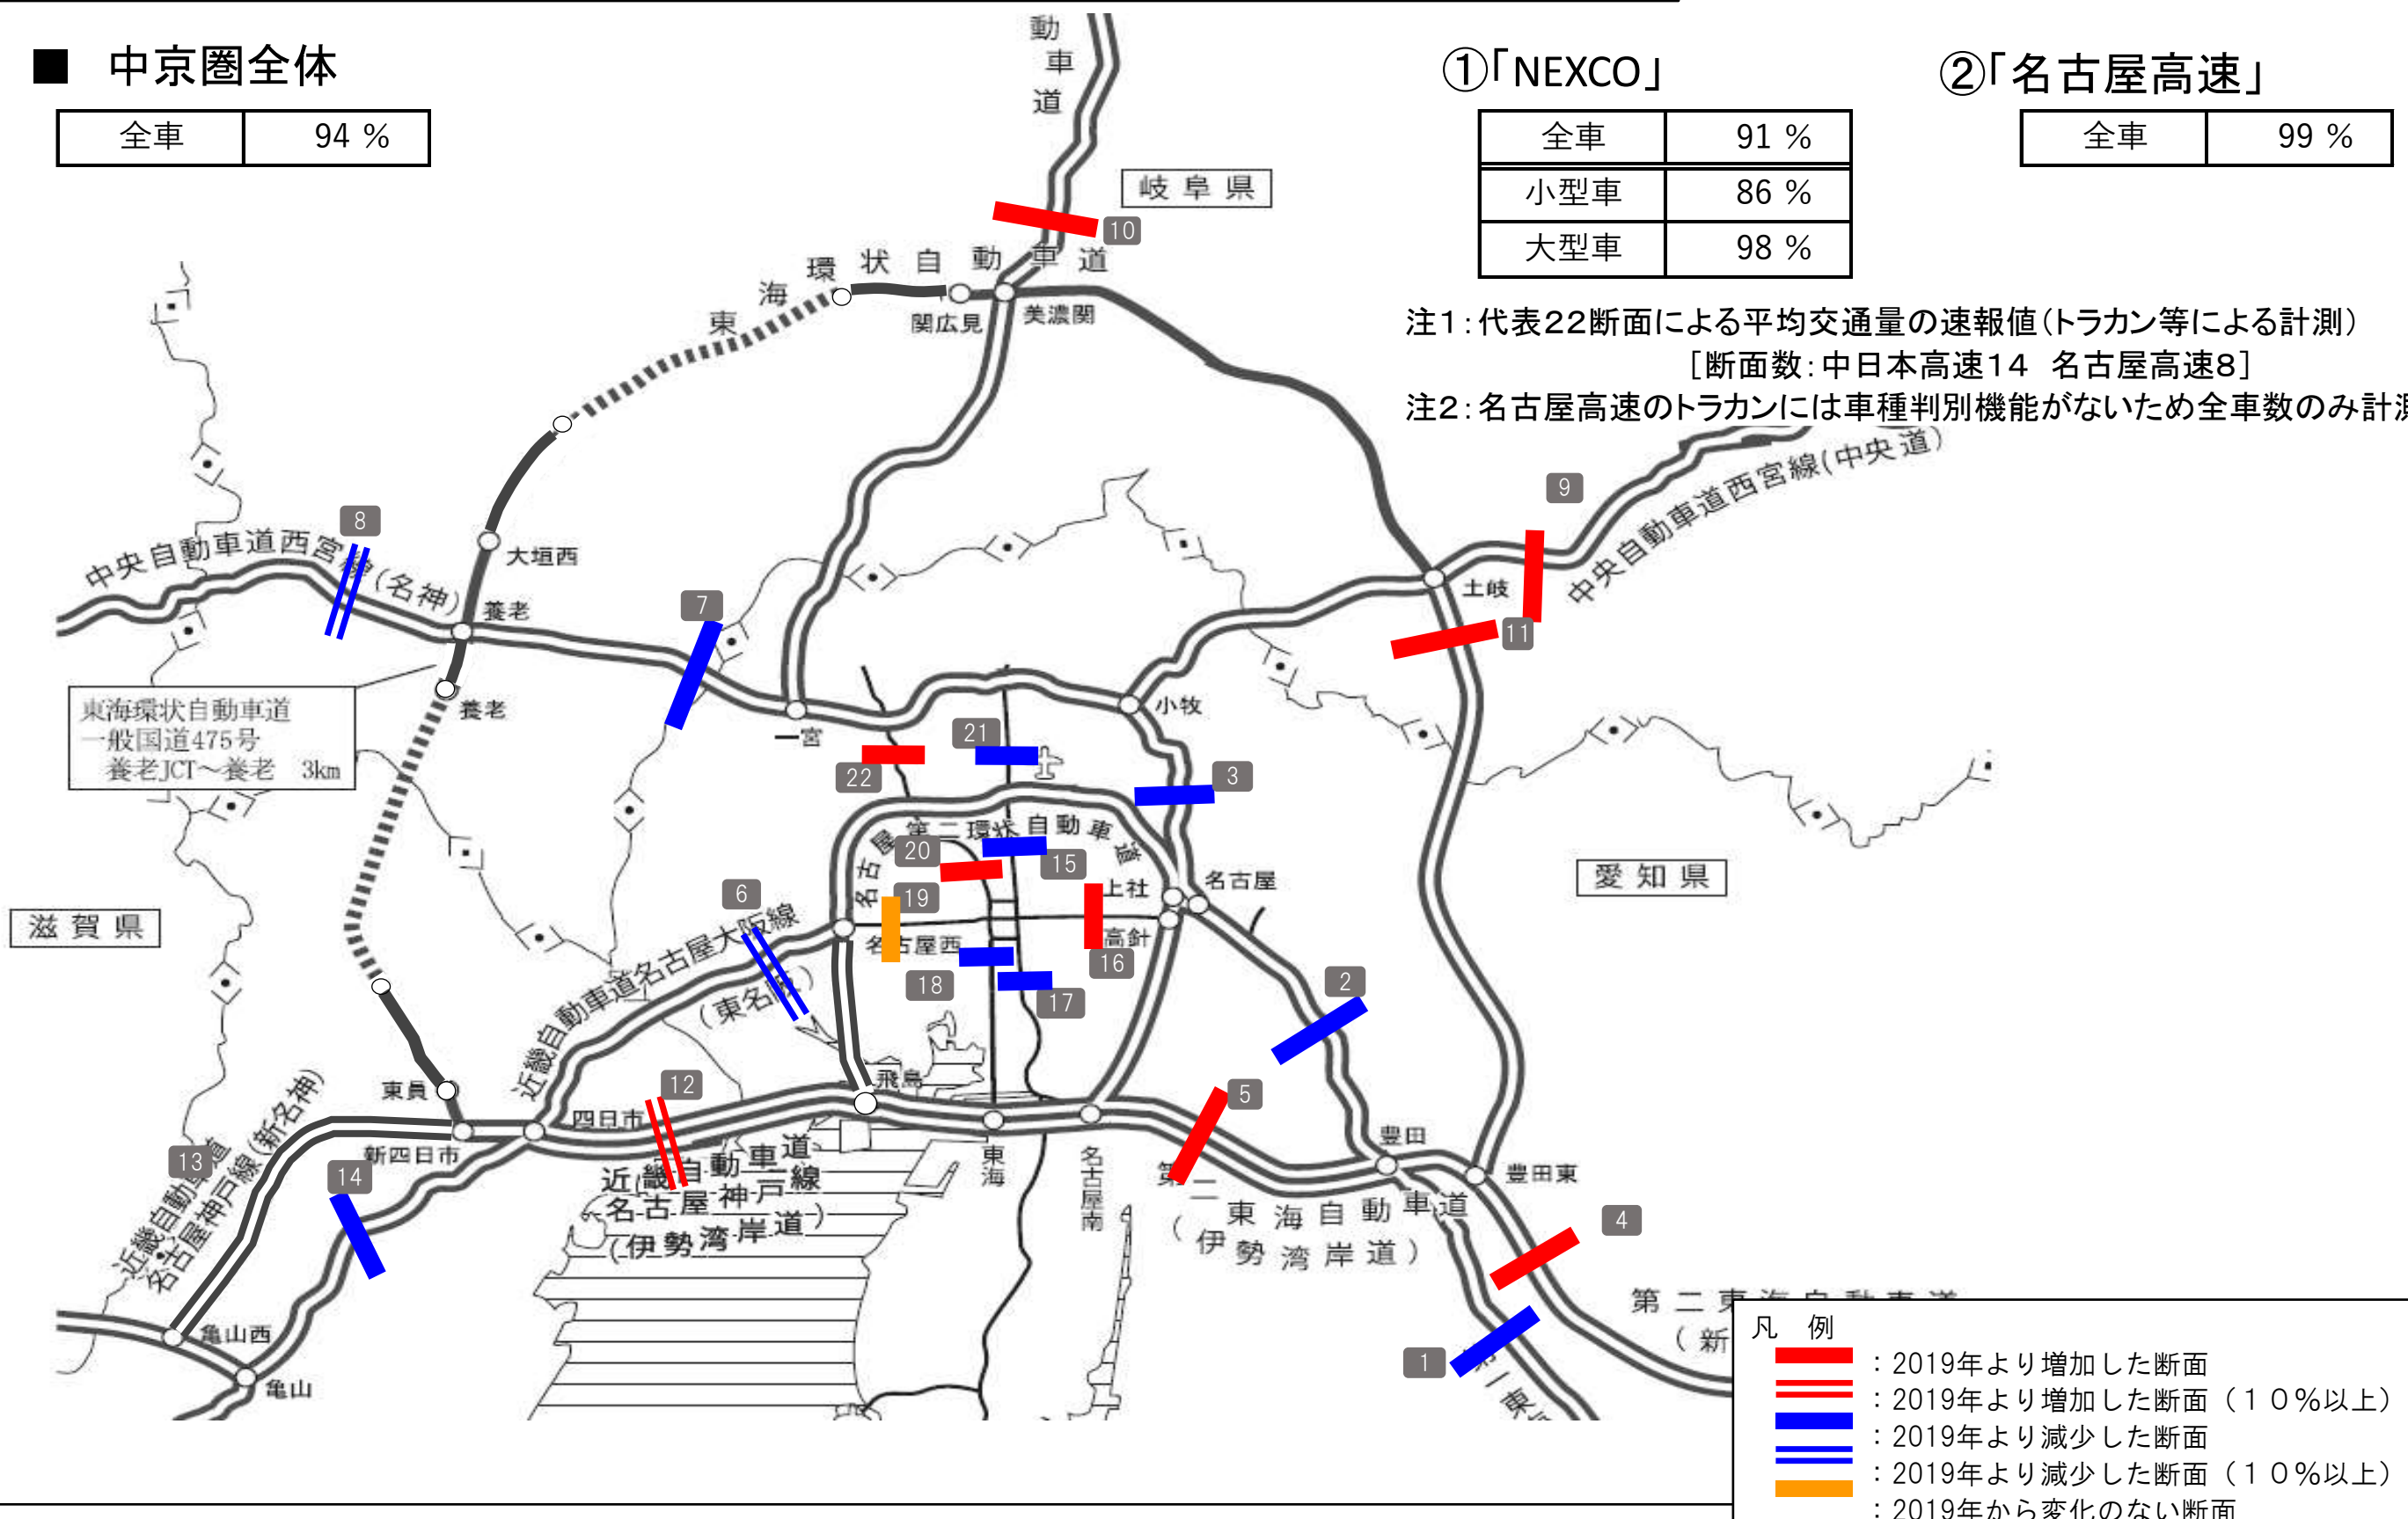 ■ 中京圏全体
全車 94 %
①「NEXCO」
全車 91 %
小型車 86 %
大型車 98 %
②「名古屋高速」
全車 99 %
注1：代表22断面による平均交通量の速報値（トラカン等による計測）
［断面数：中日本高速14 名古屋高速8］
注2：名古屋高速のトラカンには車種判別機能がないため全車数のみ計測
動車道
岐阜県
10
東海環状自動車道
関広見
美濃関
9
中央自動車道西宮線(中央道)
土岐
11
8
中央自動車道西宮線(名神)
大垣西
養老
7
東海環状自動車道
一般国道475号
養老JCT～養老 3km
養老
一宮
小牧
21
22
3
名古屋第二環状自動車道
20
15
上社
名古屋
愛知県
滋賀県
6
19
近畿自動車道名古屋大阪線
(東名阪)
名古屋西
高針
16
18
17
2
東員
12
飛島
5
四日市
新四日市
13
近畿自動車道
名古屋神戸線(新名神)
14
近畿自動車道
名古屋神戸線
(伊勢湾岸道)
東海
名古屋南
豊田
豊田東
第二東海自動車道
(伊勢湾岸道)
4
亀山西
亀山
1
第二東海自動車道
(新
第一東
凡 例
：2019年より増加した断面
：2019年より増加した断面（１０%以上）
：2019年より減少した断面
：2019年より減少した断面（１０%以上）
：2019年から変化のない断面